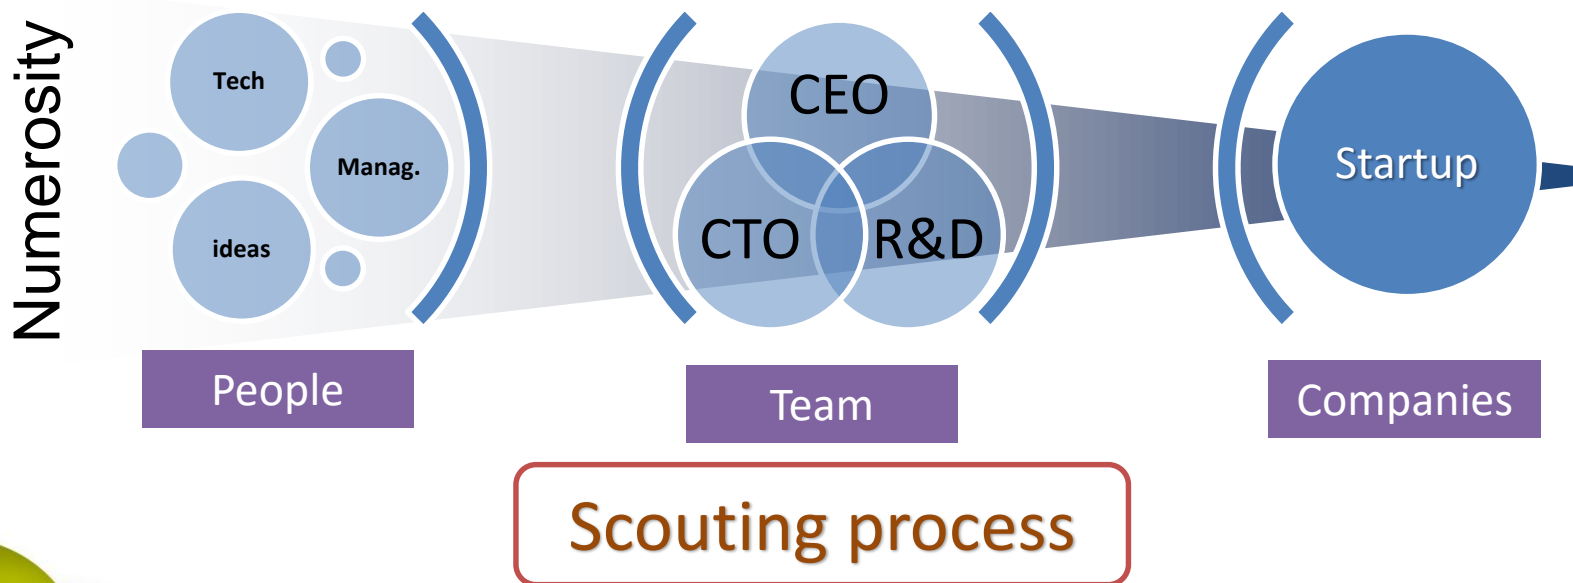 Numerosity
Tech
Manag.
ideas
CEO
CTO
R&D
Startup
People
Team
Companies
Scouting process